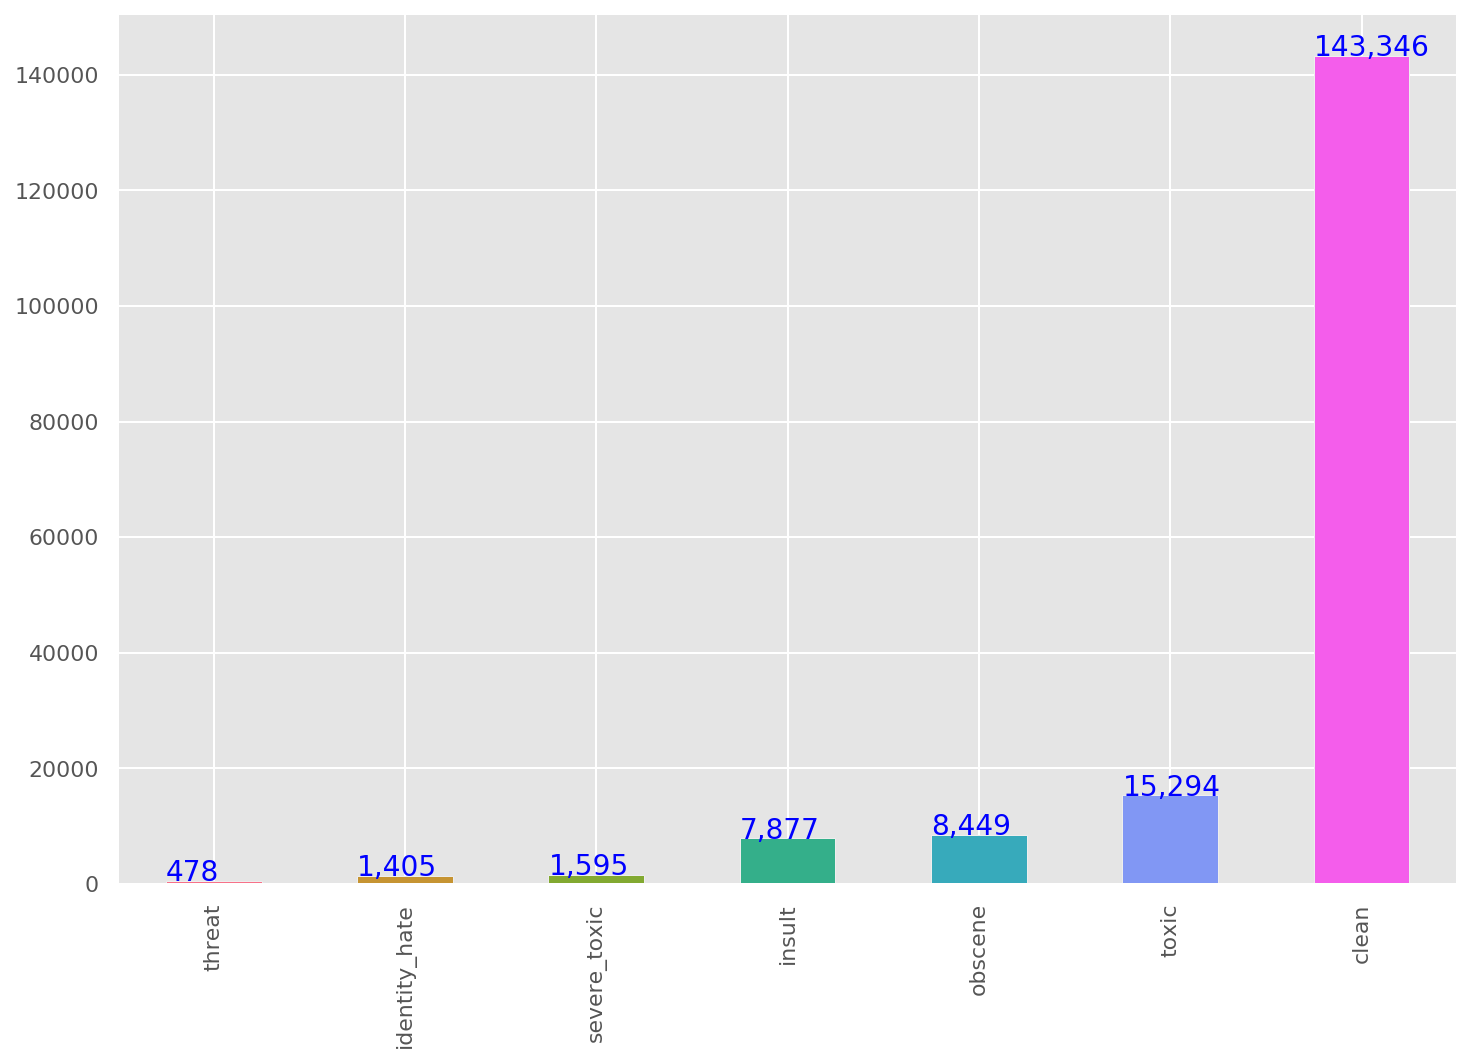 143,346
140000
120000
100000
80000
60000
40000
20000
15,294
8,449
7,877
1,595
1,405
478
0
threat
identity_hate
severe_toxic
insult
obscene
toxic
clean